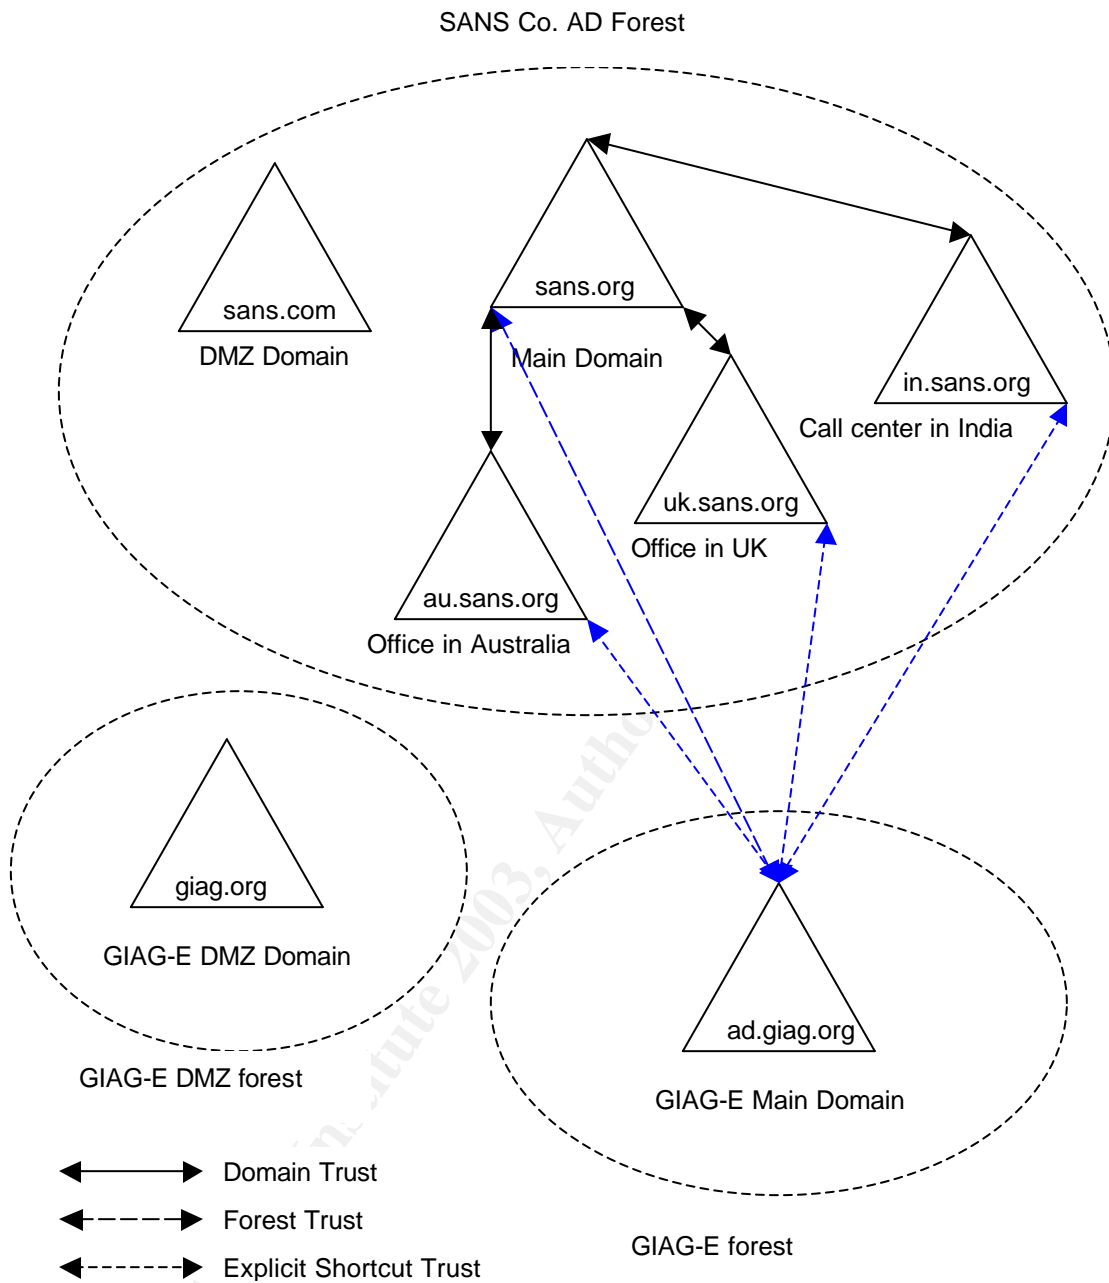 SANS Co. AD Forest
sans.com
DMZ Domain
sans.org
Main Domain
in.sans.org
Call center in India
uk.sans.org
Office in UK
au.sans.org
Office in Australia
giag.org
GIAG-E DMZ Domain
GIAG-E DMZ forest
ad.giag.org
GIAG-E Main Domain
GIAG-E forest
Domain Trust
Forest Trust
Explicit Shortcut Trust
2003,